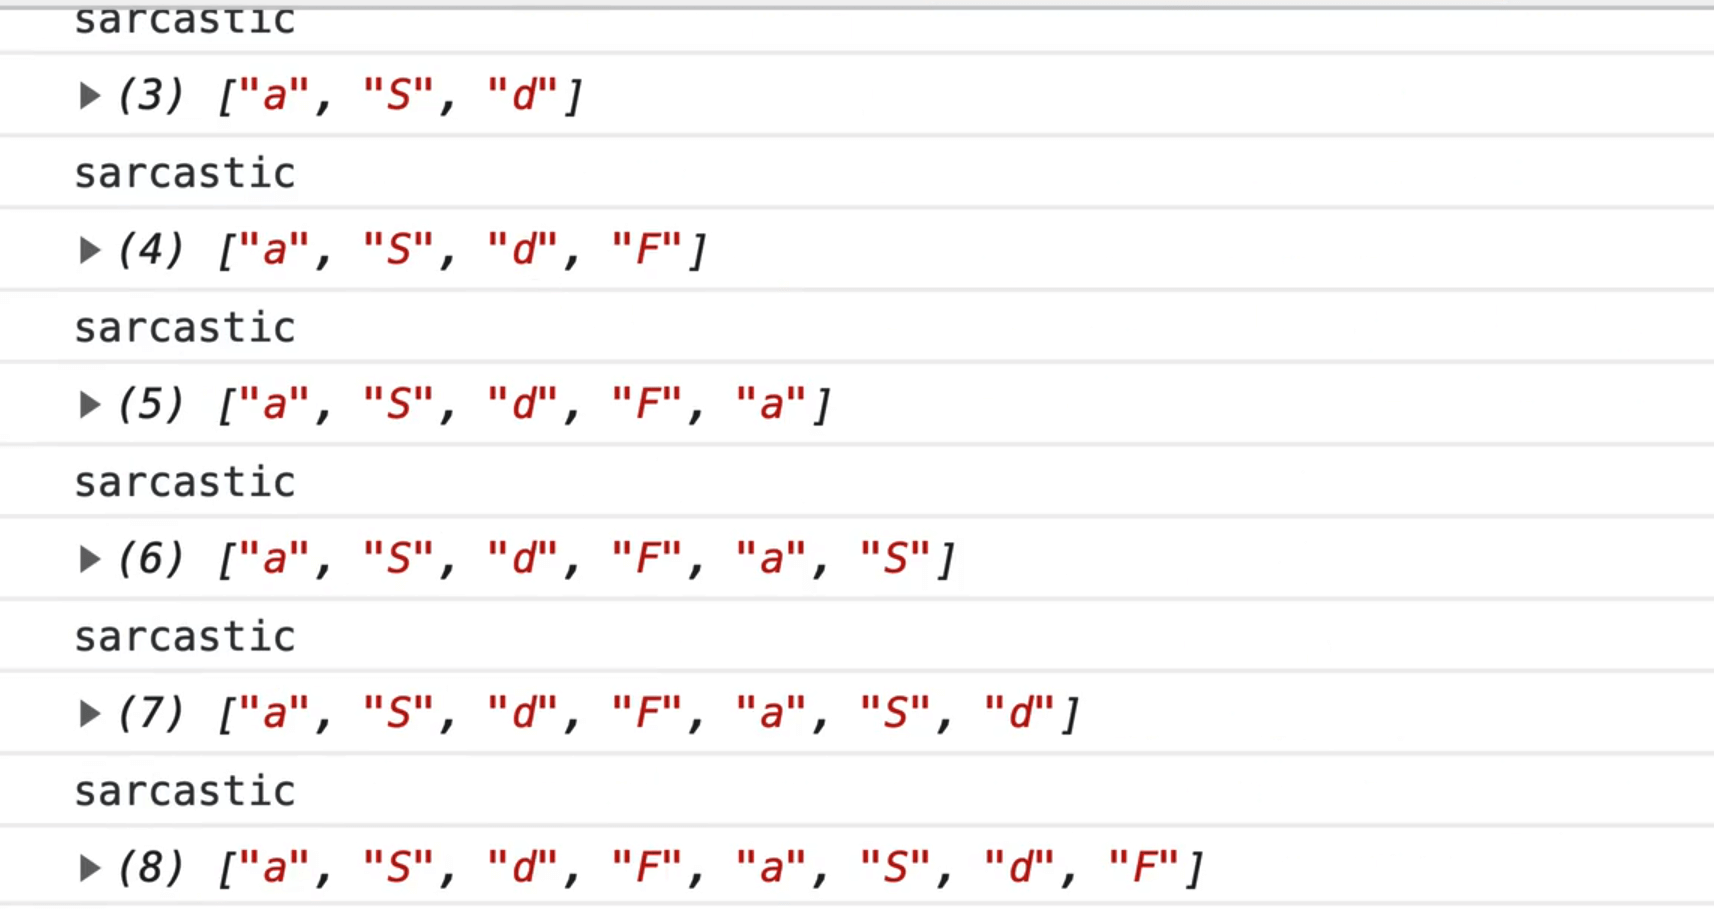 sarcastic
(3) ["a", "S", "d"]
sarcastic
(4) ["a", "S", "d", "F"]
sarcastic
(5) ["a", "S", "d", "F", "a"]
sarcastic
(6) ["a", "S", "d", "F", "a", "S"]
sarcastic
(7) ["a", "S", "d", "F", "a", "S", "d"]
sarcastic
(8) ["a", "S", "d", "F", "a", "S", "d", "F"]